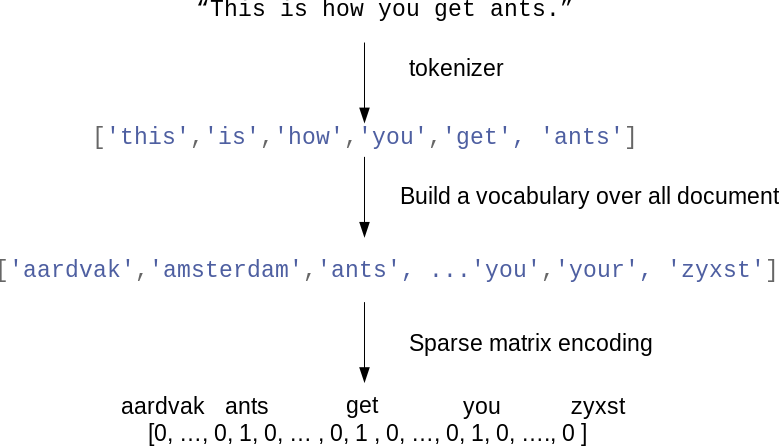 “This is how you get ants.”
tokenizer
['this','is','how','you','get', 'ants']
Build a vocabulary over all document
['aardvak','amsterdam','ants', ...'you','your', 'zyxst']
Sparse matrix encoding
aardvak ants get you zyxst
[0, …, 0, 1, 0, … , 0, 1 , 0, …, 0, 1, 0, …., 0 ]